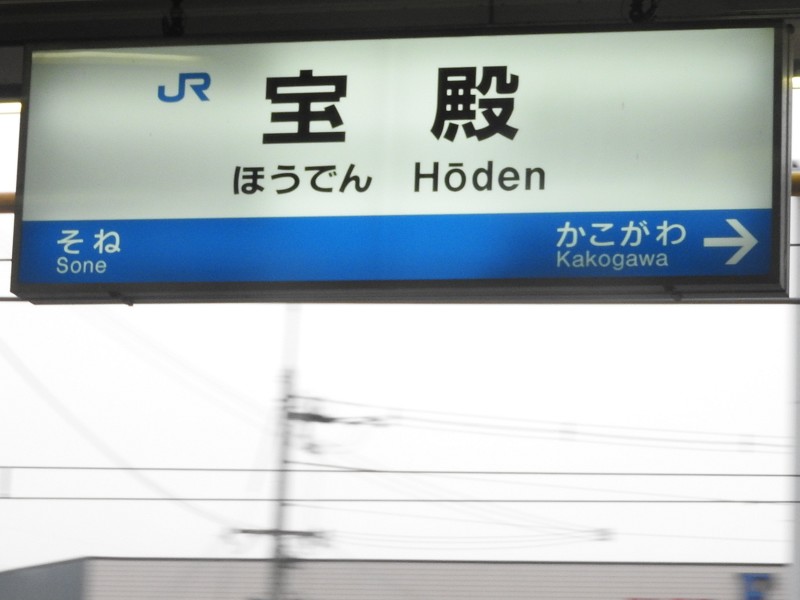 JR 宝殿
ほうでん Hōden
そね かこがわ →
Sone Kakogawa